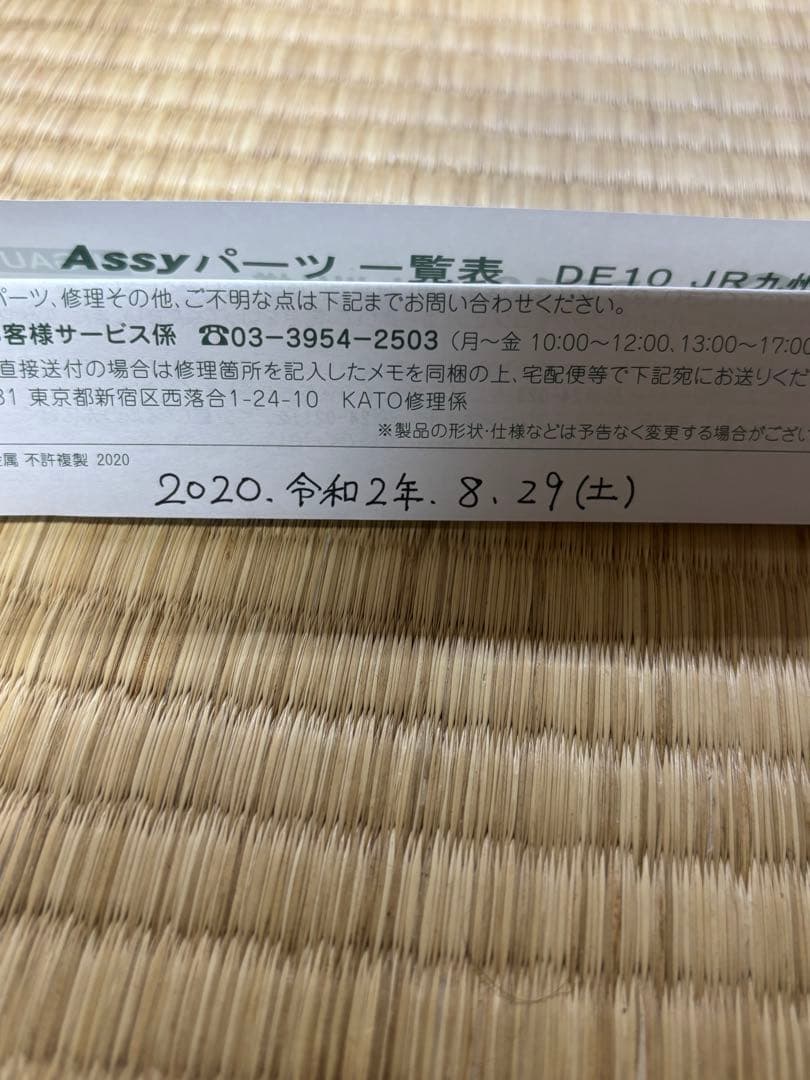 Assyパーツ 一覧表 DE10 JR九州
パーツ、修理その他、ご不明な点は下記までお問い合わせください。
客様サービス係 ☎03-3954-2503 (月〜金 10:00〜12:00、13:00〜17:00
直接送付の場合は修理箇所を記入したメモを同梱の上、宅配便等で下記宛にお送りくだ
31 東京都新宿区西落合1-24-10 KATO修理係
※製品の形状・仕様などは予告なく変更する場合がござい
金属 不許複製 2020
2020. 令和2年. 8. 29(土)